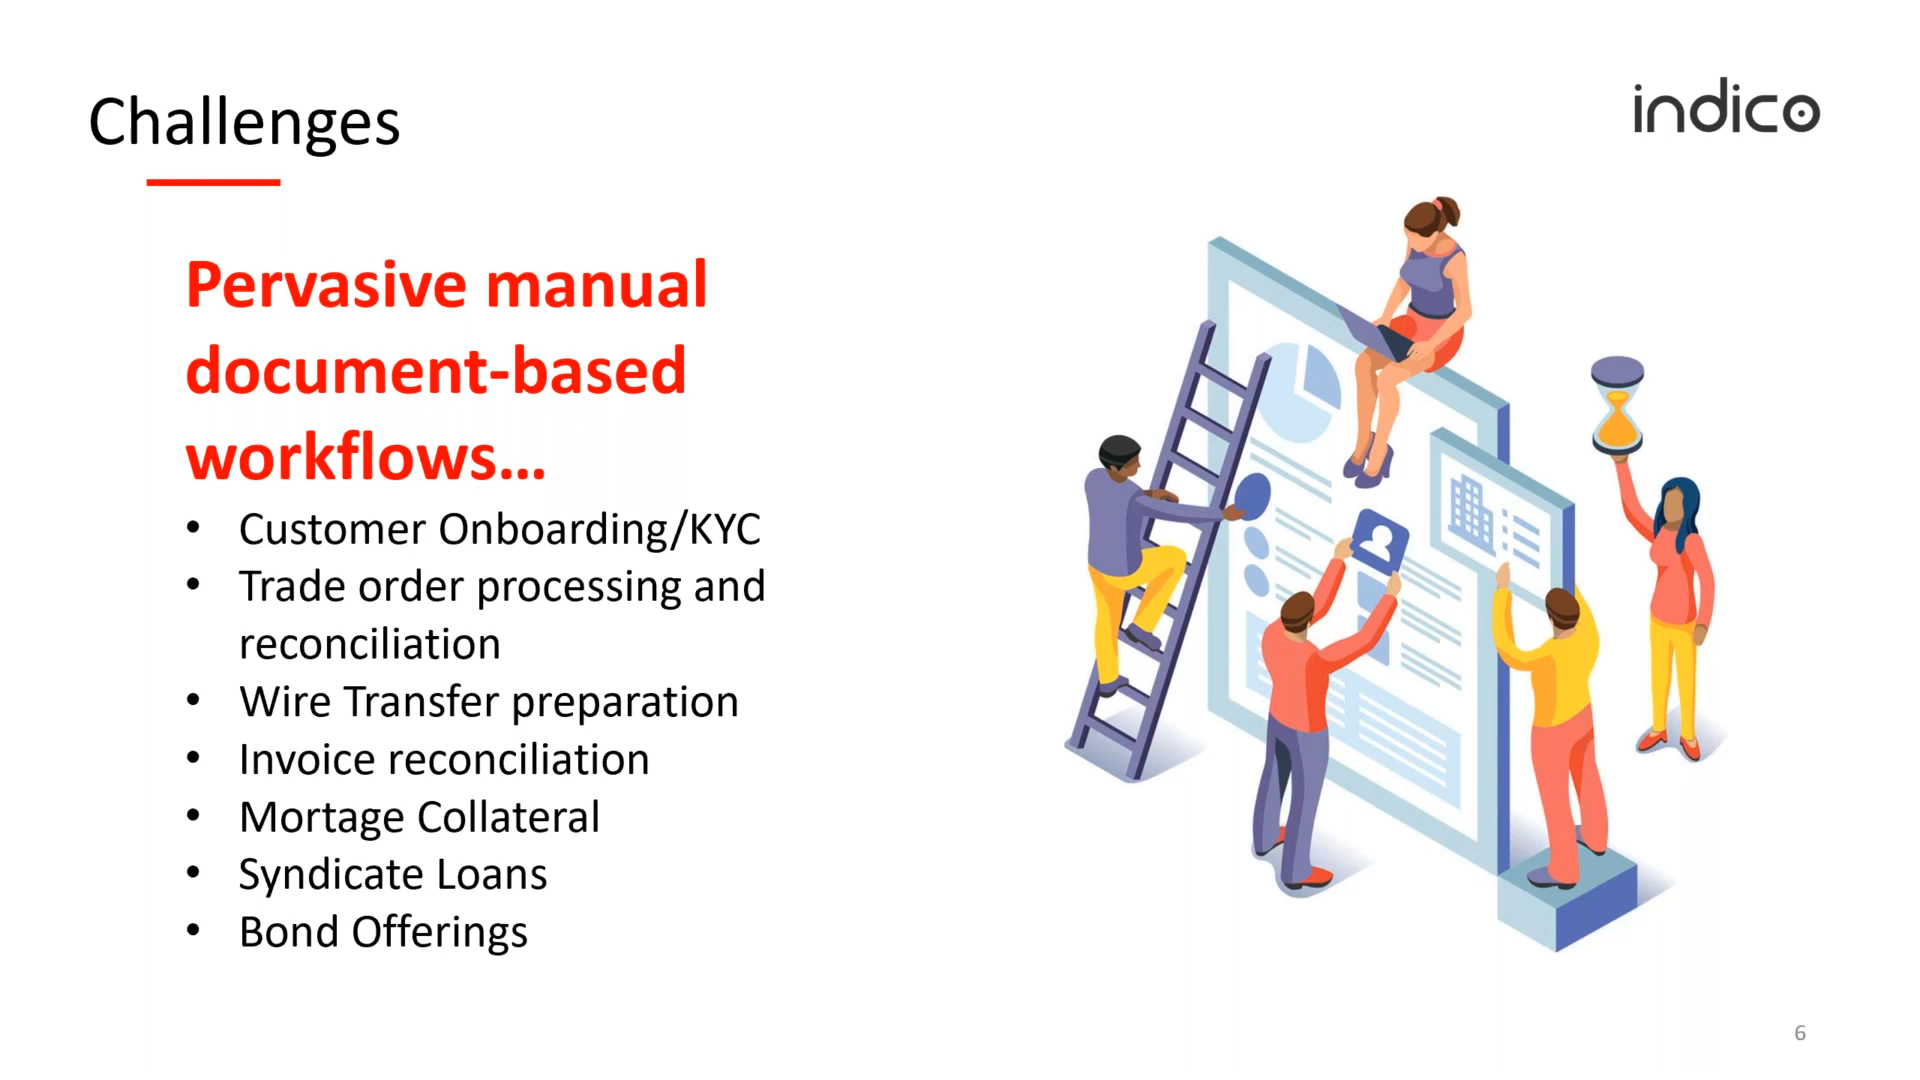 Challenges
indico
Pervasive manual
document-based
workflows...
• Customer Onboarding/KYC
• Trade order processing and
reconciliation
• Wire Transfer preparation
• Invoice reconciliation
• Mortage Collateral
• Syndicate Loans
• Bond Offerings
6